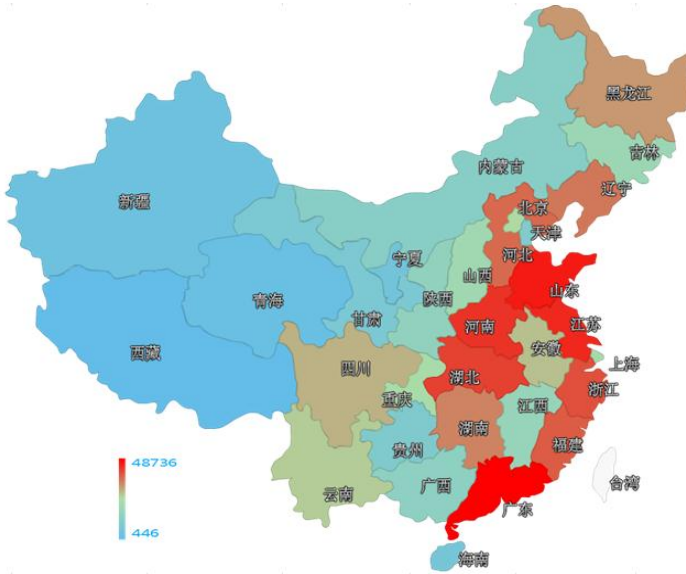 黑龙江
吉林
内蒙古
辽宁
新疆
北京
天津
宁夏
河北
山西
山东
青海
陕西
甘肃
河南
江苏
西藏
安徽
四川
上海
湖北
浙江
重庆
江西
湖南
福建
贵州
48736
广西
台湾
云南
广东
446
海南